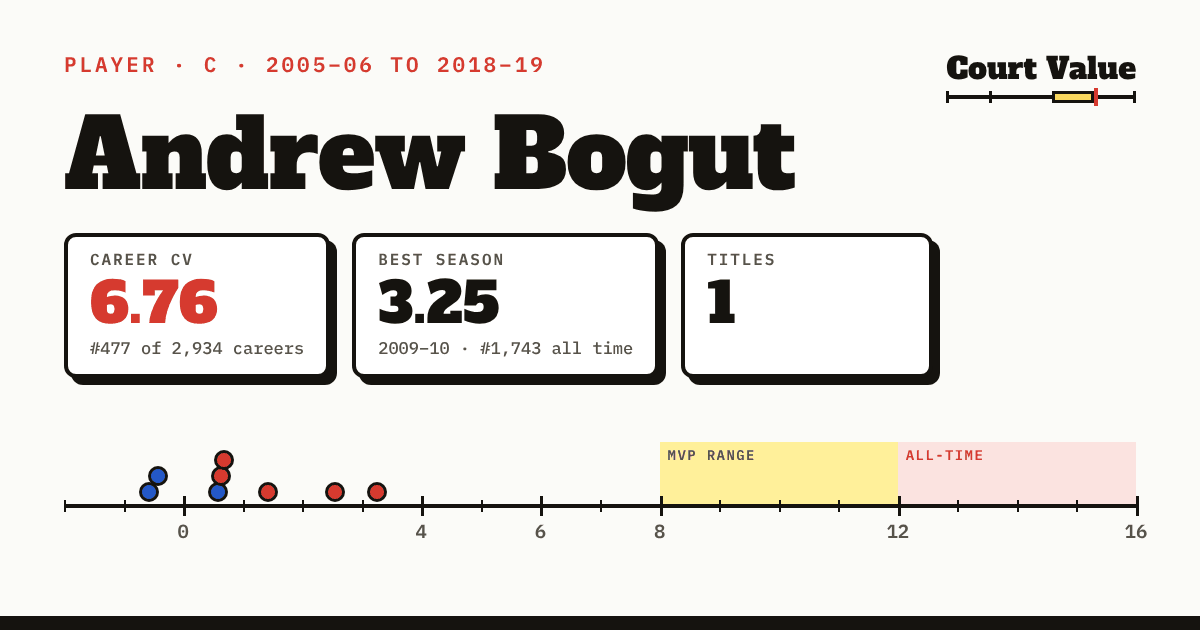 PLAYER · C · 2005–06 TO 2018–19
Court Value
Andrew Bogut
CAREER CV
6.76
#477 of 2,934 careers
BEST SEASON
3.25
2009–10 · #1,743 all time
TITLES
1
MVP RANGE
ALL-TIME
0 4 6 8 12 16